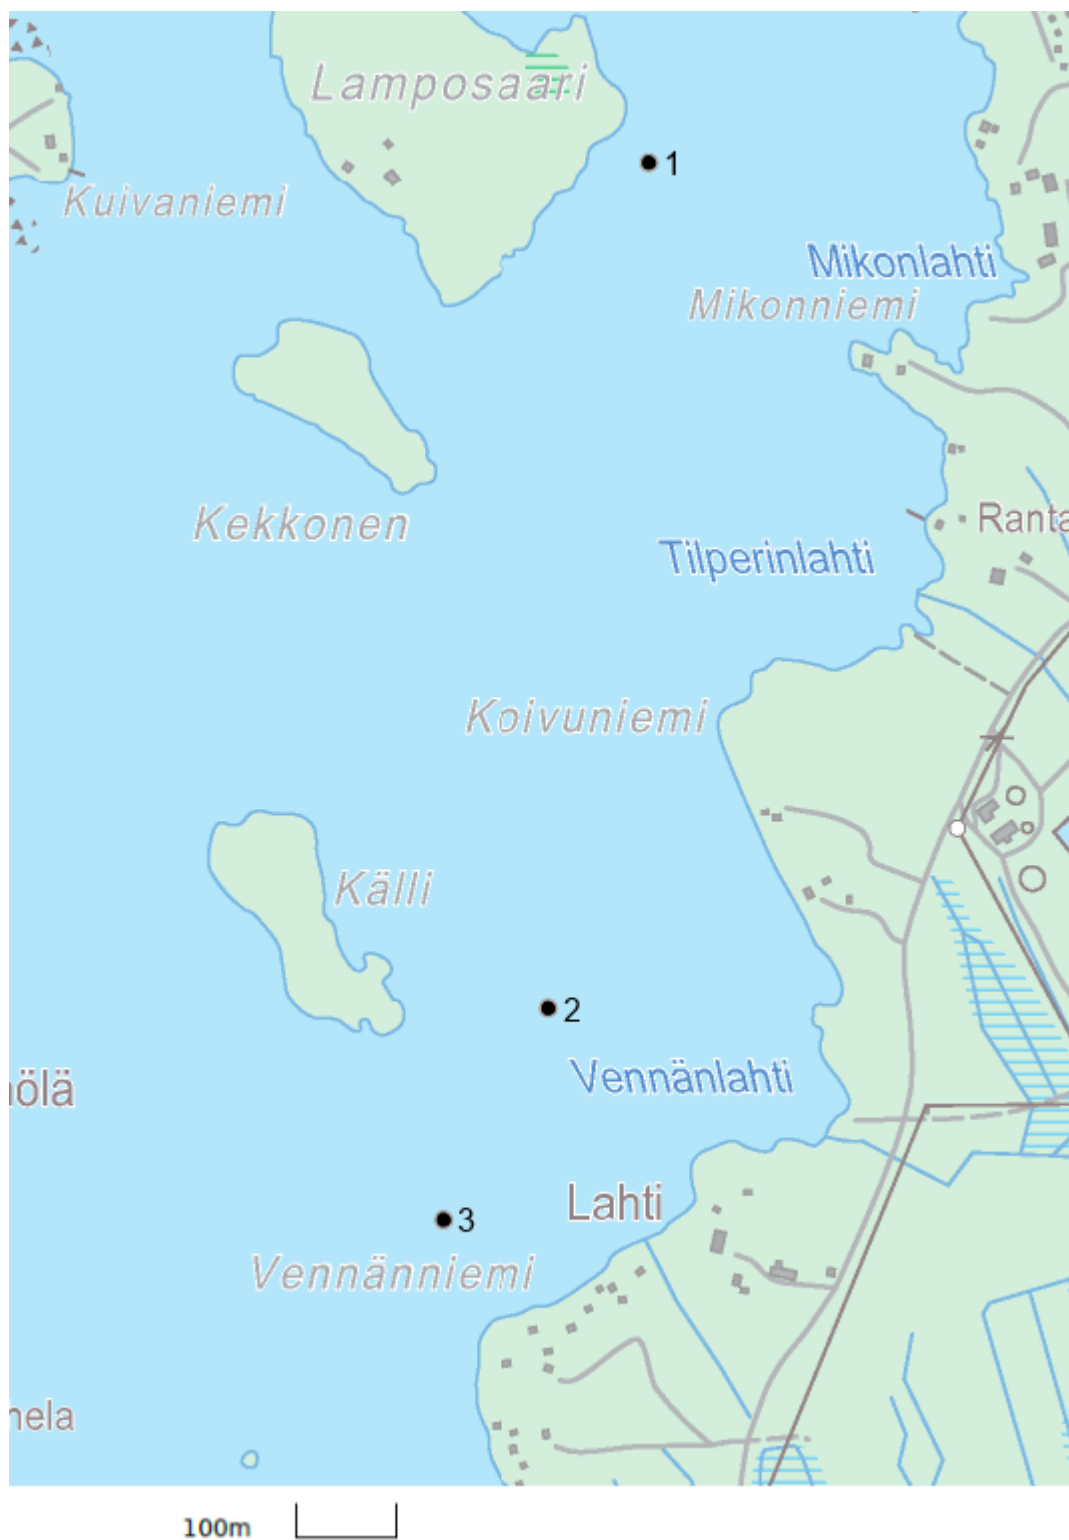 Lamposaari
1
Kuivaniemi
Mikonlahti
Mikonniemi
Kekkonen
Ranta
Tilperinlahti
Koivuniemi
Källi
2
Vennänlahti
ölä
Lahti
3
Vennänniemi
hela
100m